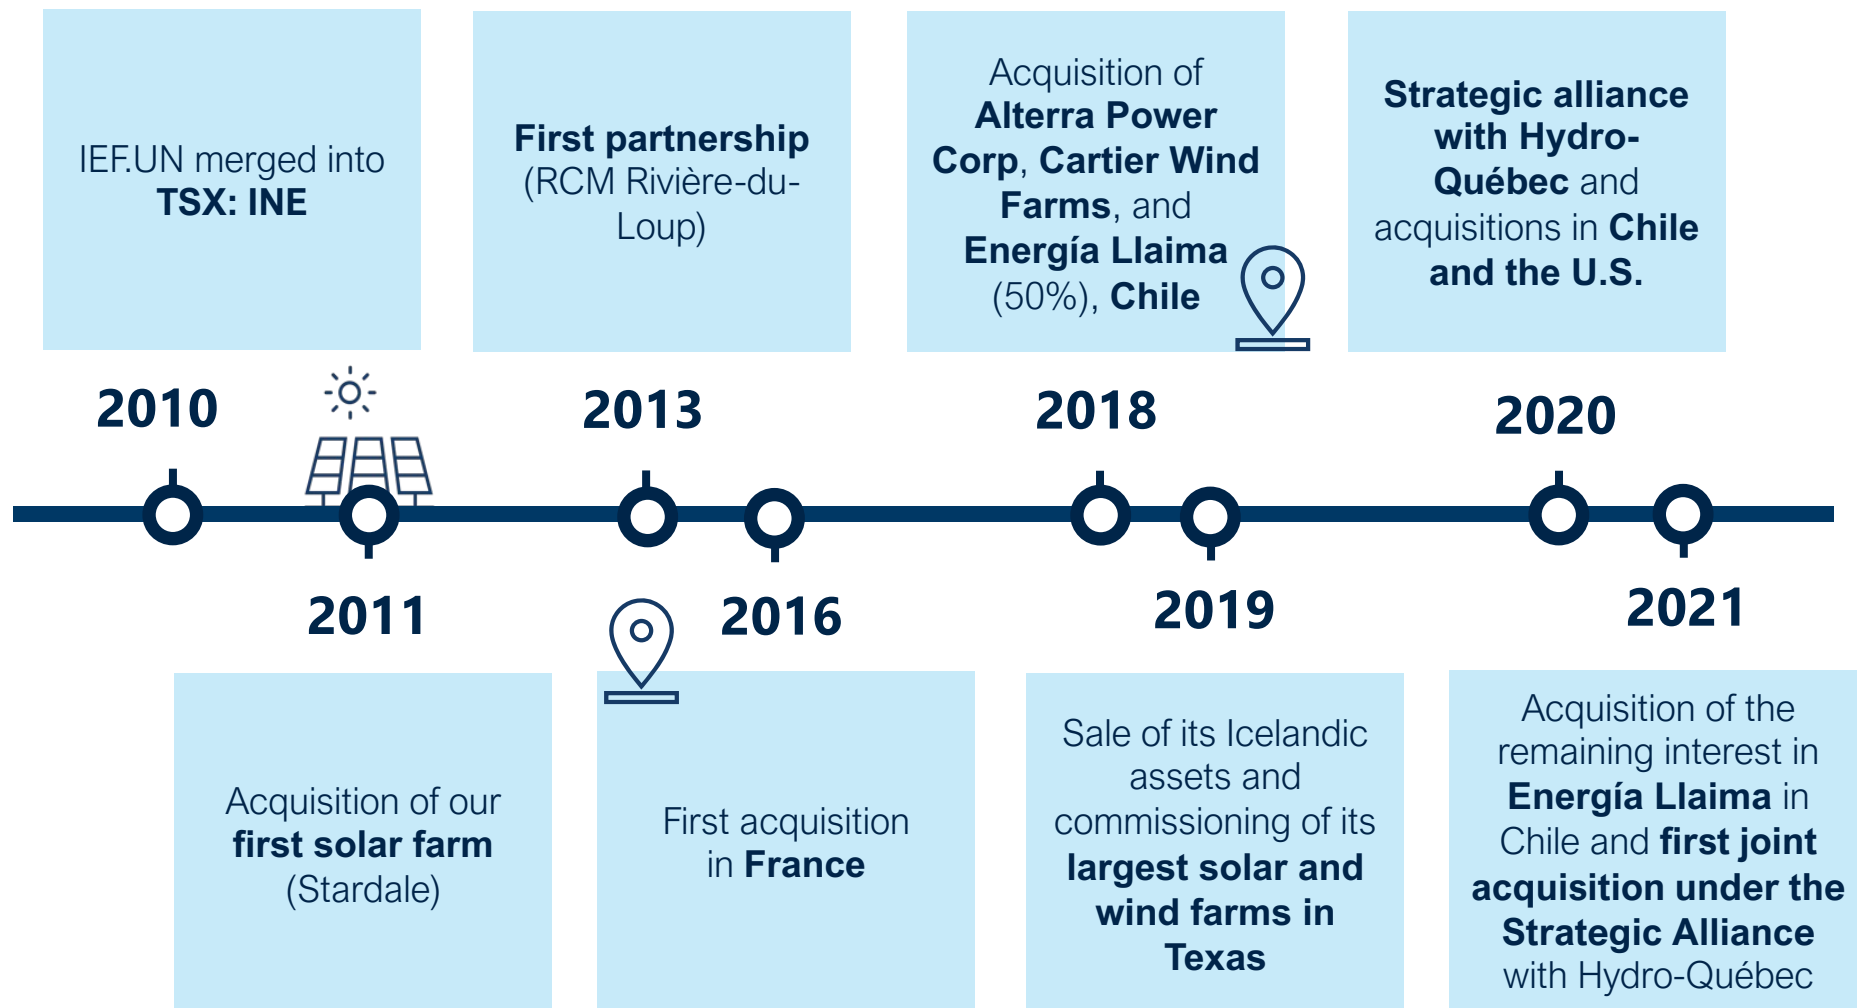 IEF.UN merged into
TSX: INE
First partnership
(RCM Rivière-du-
Loup)
Acquisition of
Alterra Power
Corp, Cartier Wind
Farms, and
Energía Llaima
(50%), Chile
Strategic alliance
with Hydro-
Québec and
acquisitions in Chile
and the U.S.
2010
2013
2018
2020
2011
2016
2019
2021
Acquisition of our
first solar farm
(Stardale)
First acquisition
in France
Sale of its Icelandic
assets and
commissioning of its
largest solar and
wind farms in
Texas
Acquisition of the
remaining interest in
Energía Llaima in
Chile and first joint
acquisition under the
Strategic Alliance
with Hydro-Québec